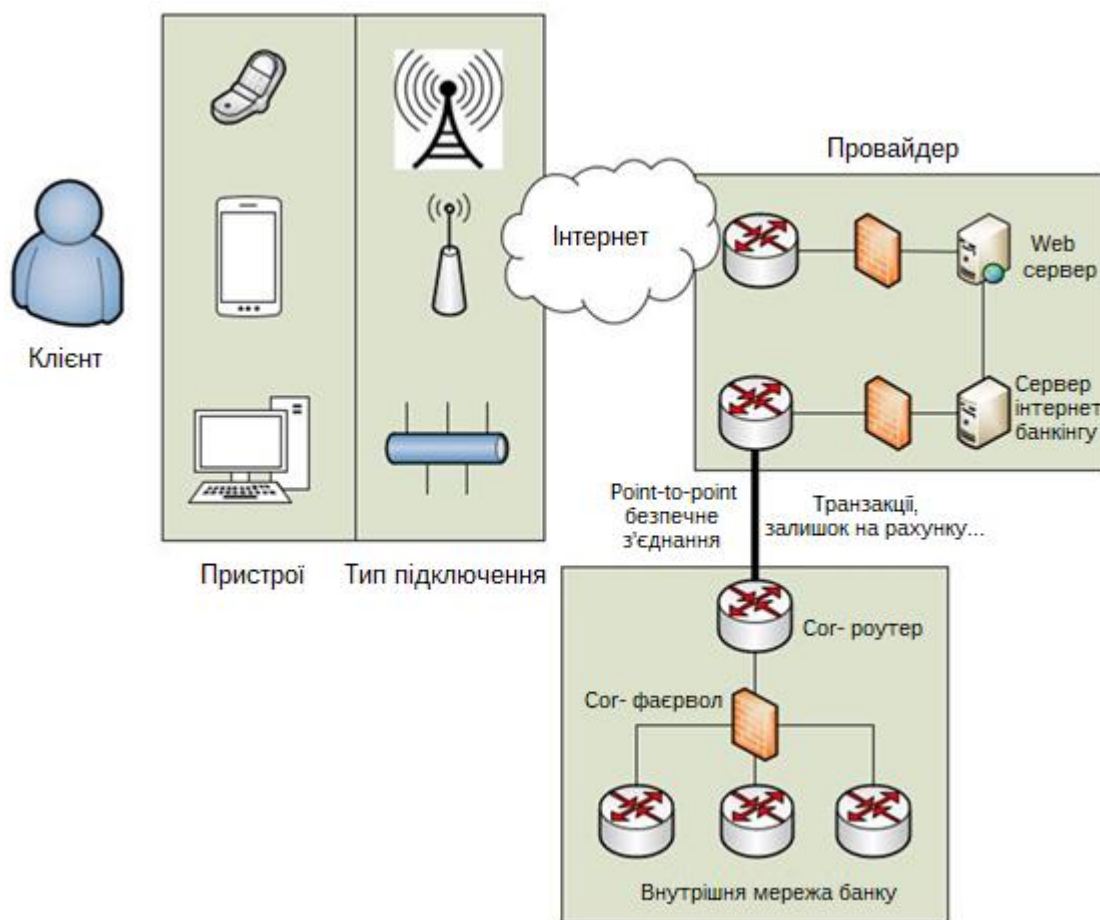 Клієнт
Пристрої
Тип підключення
Інтернет
Провайдер
Web
сервер
Сервер
інтернет
банкінгу
Point-to-point
безпечне
з'єднання
Транзакції,
залишок на рахунку...
Cor- роутер
Cor- фаєрвол
Внутрішня мережа банку